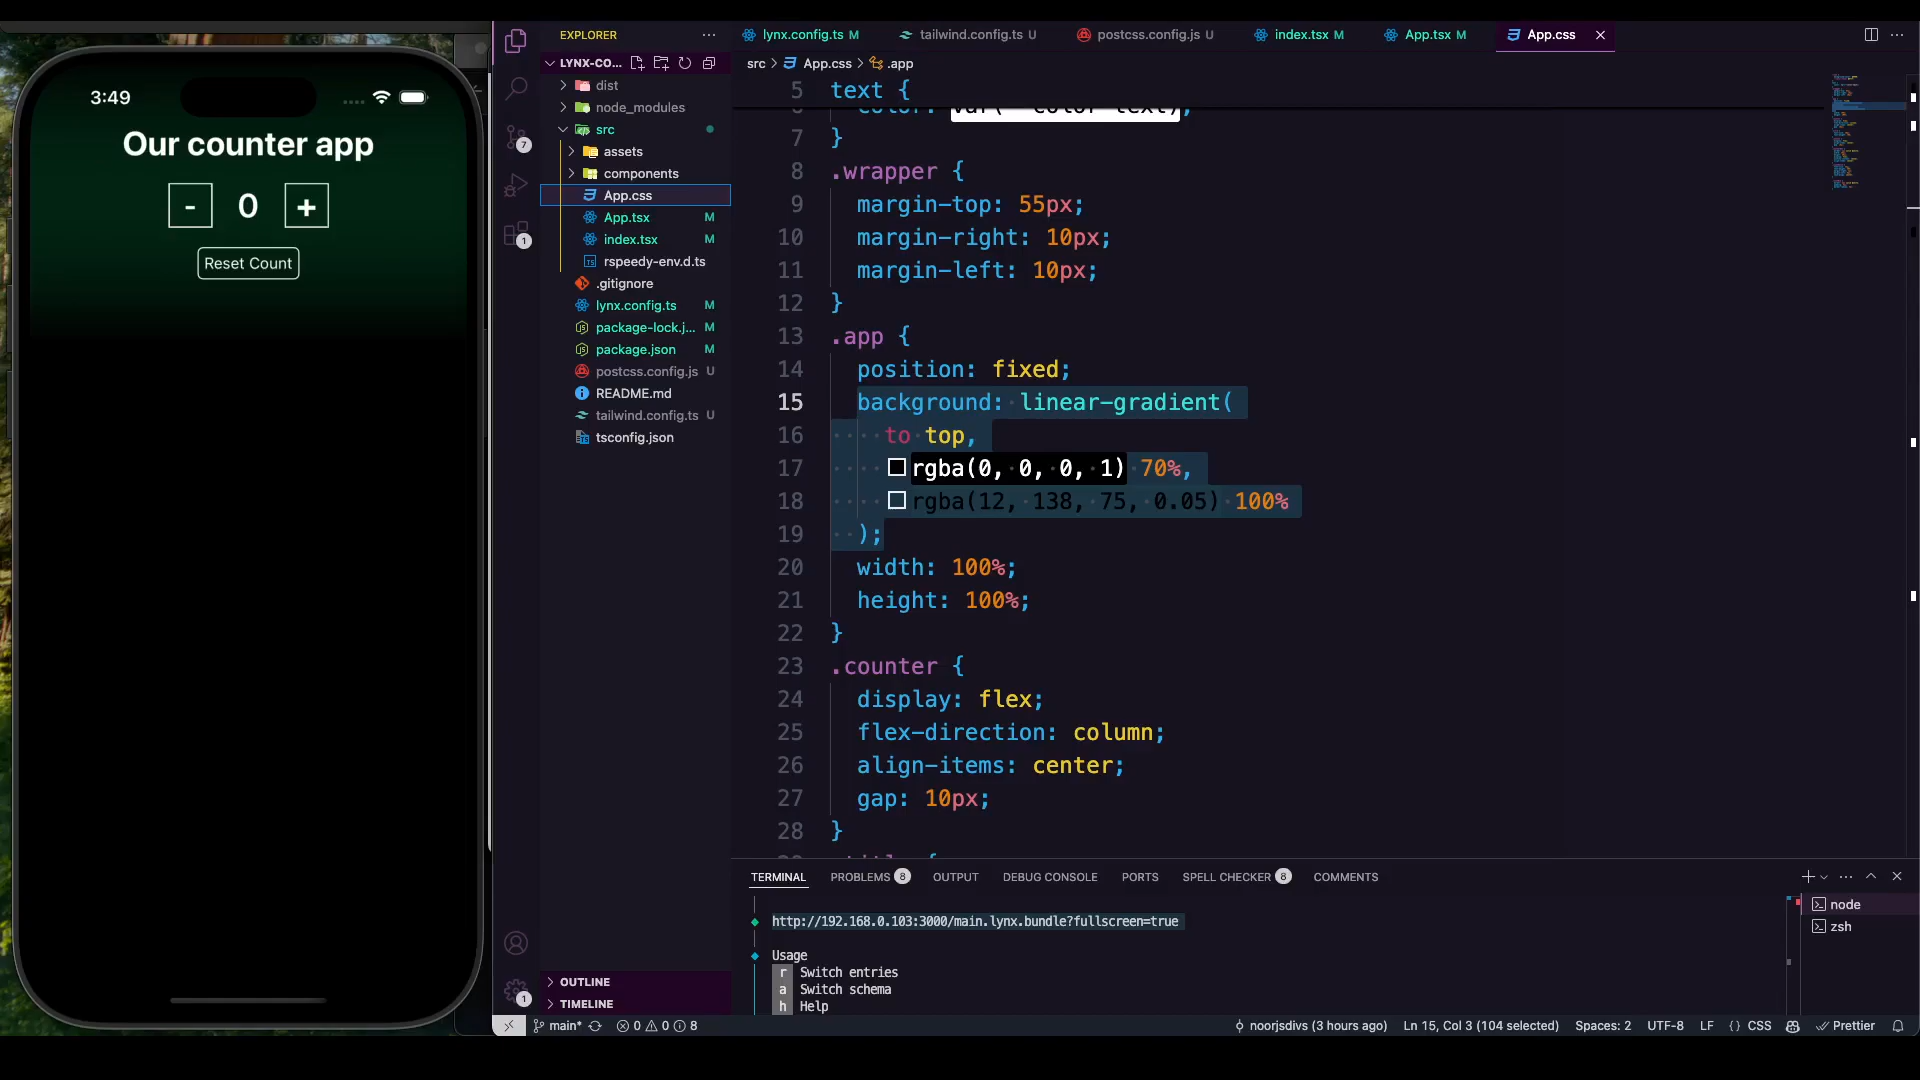 3:49
Our counter app
- 0 +
Reset Count
EXPLORER
LYNX-CO...
dist
node_modules
src
assets
components
App.css
App.tsx M
index.tsx M
rspeedy-env.d.ts
.gitignore
lynx.config.ts M
package-lock.j... M
package.json M
postcss.config.js U
README.md
tailwind.config.ts U
tsconfig.json
OUTLINE
TIMELINE
7
1
1
lynx.config.ts M tailwind.config.ts U postcss.config.js U index.tsx M App.tsx M App.css
src > App.css > .app
5 text {
color: var(--color-text);
7 }
8 .wrapper {
9 margin-top: 55px;
10 margin-right: 10px;
11 margin-left: 10px;
12 }
13 .app {
14 position: fixed;
15 background: linear-gradient(
16 to top,
17 rgba(0, 0, 0, 1) 70%,
18 rgba(12, 138, 75, 0.05) 100%
19 );
20 width: 100%;
21 height: 100%;
22 }
23 .counter {
24 display: flex;
25 flex-direction: column;
26 align-items: center;
27 gap: 10px;
28 }
TERMINAL PROBLEMS 8 OUTPUT DEBUG CONSOLE PORTS SPELL CHECKER 8 COMMENTS
http://192.168.0.103:3000/main.lynx.bundle?fullscreen=true
Usage
r Switch entries
a Switch schema
h Help
node
zsh
main* 0 0 8 noorjsdivs (3 hours ago) Ln 15, Col 3 (104 selected) Spaces: 2 UTF-8 LF {} CSS Prettier